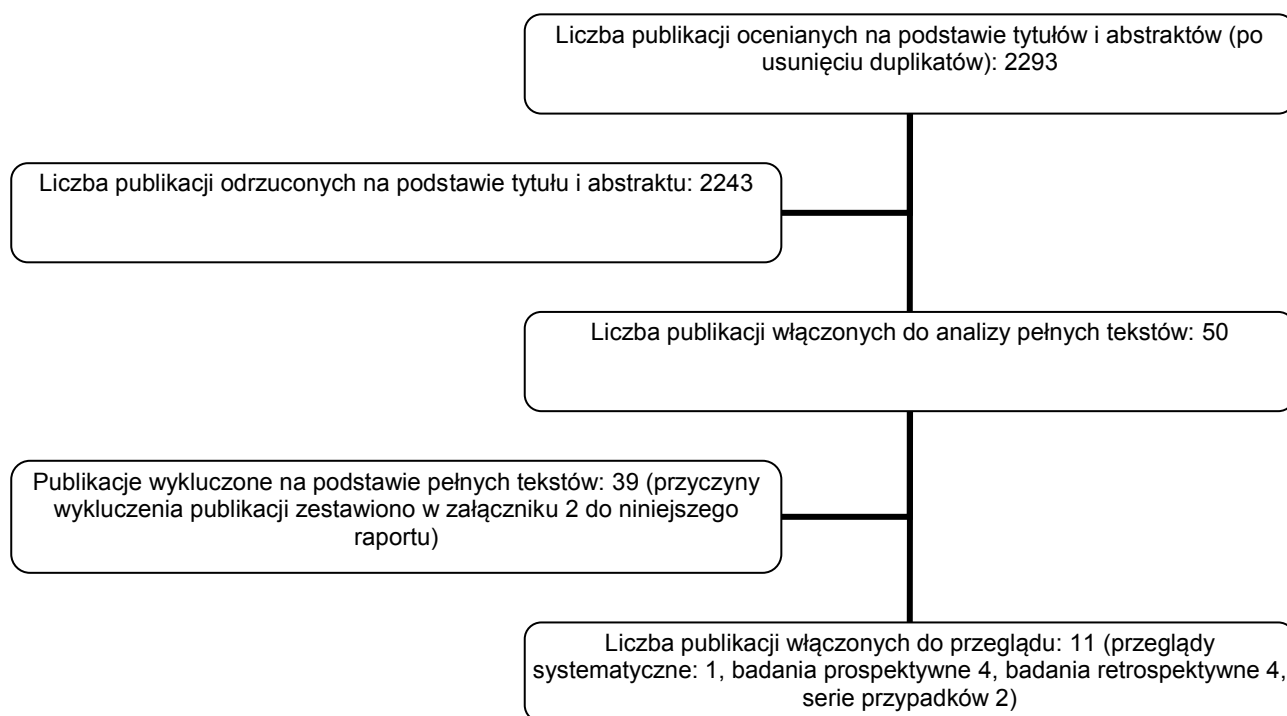 Liczba publikacji ocenianych na podstawie tytułów i abstraktów (po
usunięciu duplikatów): 2293
Liczba publikacji odrzuconych na podstawie tytułu i abstraktu: 2243
Liczba publikacji włączonych do analizy pełnych tekstów: 50
Publikacje wykluczone na podstawie pełnych tekstów: 39 (przyczyny
wykluczenia publikacji zestawiono w załączniku 2 do niniejszego
raportu)
Liczba publikacji włączonych do przeglądu: 11 (przeglądy
systematyczne: 1, badania prospektywne 4, badania retrospektywne 4,
serie przypadków 2)